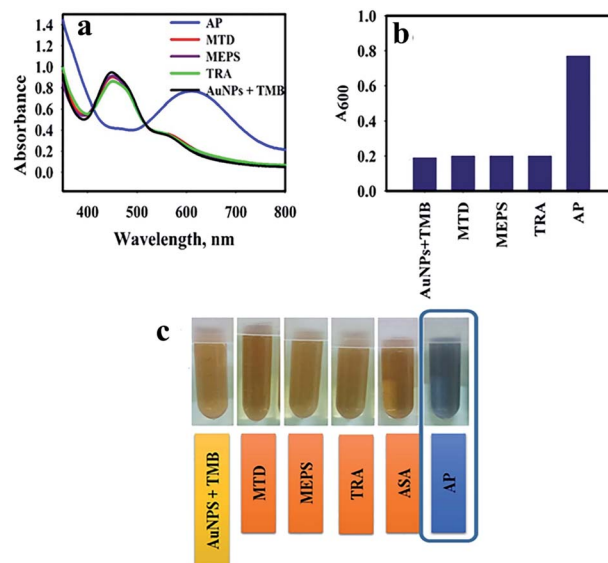 a
AP
MTD
MEPS
TRA
AuNPs + TMB
1.4
1.2
1.0
0.8
0.6
0.4
0.2
0.0
Absorbance
400 500 600 700 800
Wavelength, nm
b
1.0
0.8
0.6
0.4
0.2
0.0
A600
AuNPs+TMB
MTD
MEPS
TRA
AP
c
AuNPS + TMB
MTD
MEPS
TRA
ASA
AP